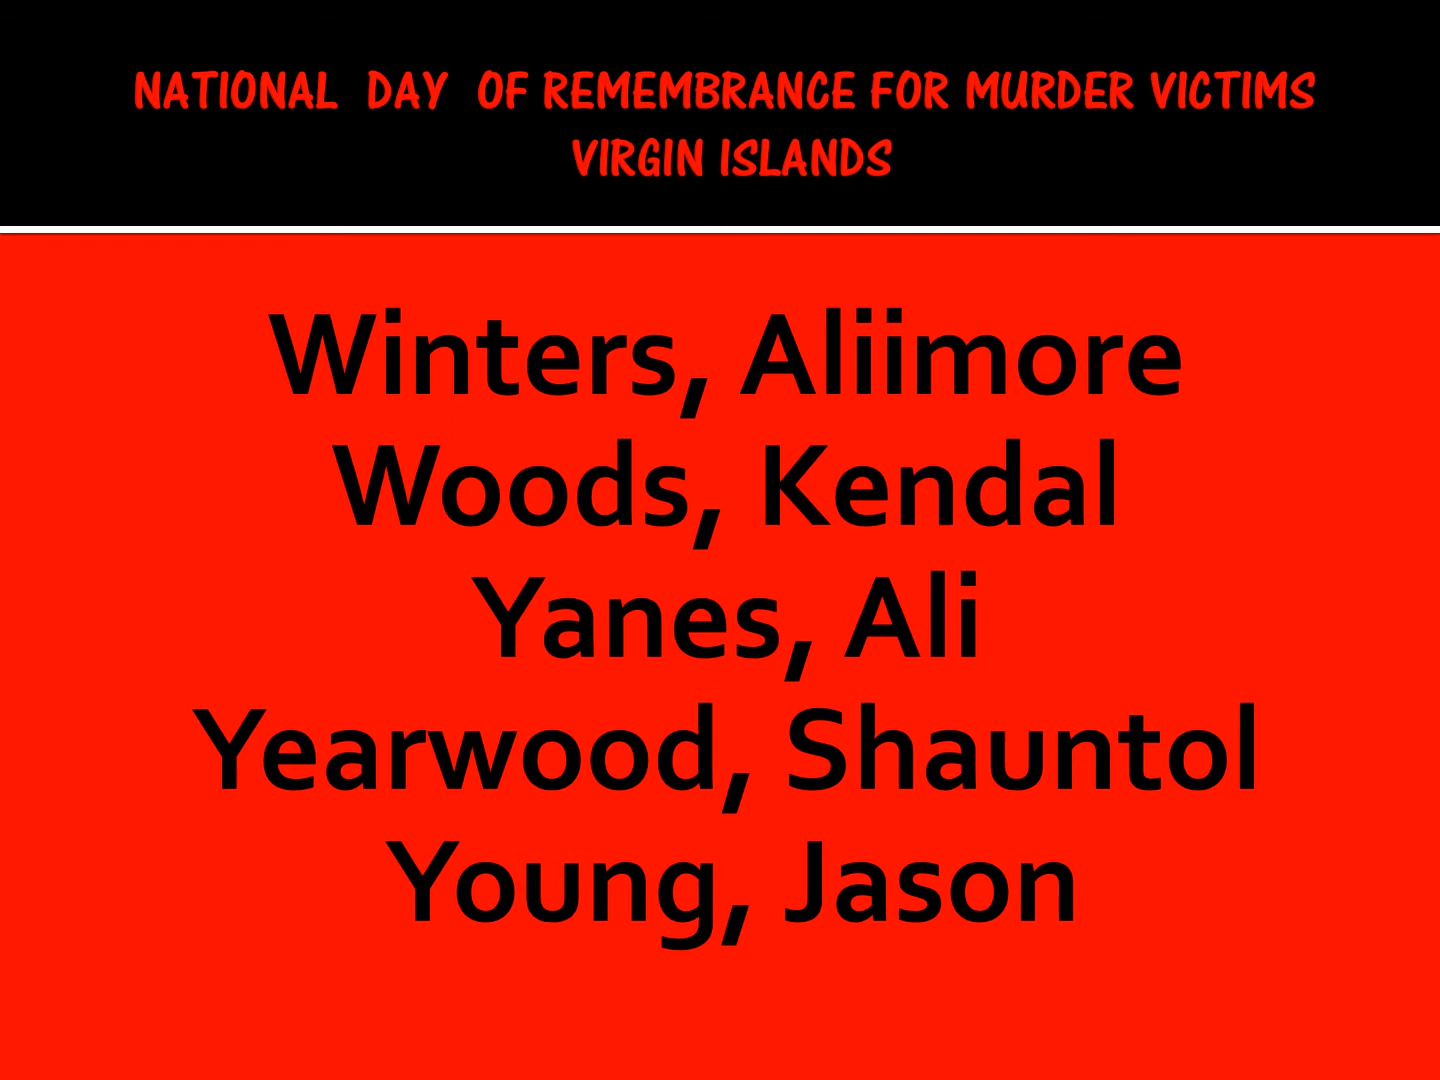 NATIONAL DAY OF REMEMBRANCE FOR MURDER VICTIMS
VIRGIN ISLANDS
Winters, Aliimore
Woods, Kendal
Yanes, Ali
Yearwood, Shauntol
Young, Jason